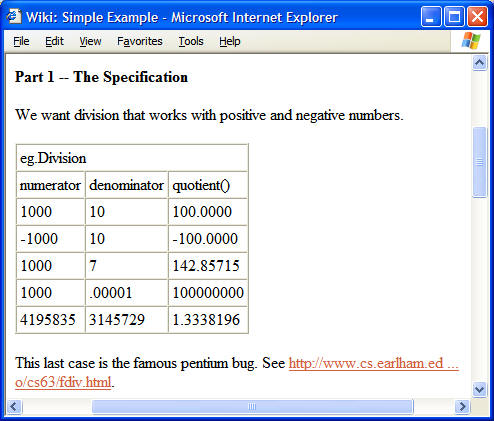 Wiki: Simple Example - Microsoft Internet Explorer
File Edit View Favorites Tools Help
Part 1 -- The Specification
We want division that works with positive and negative numbers.
eg.Division
numerator denominator quotient()
1000 10 100.0000
-1000 10 -100.0000
1000 7 142.85715
1000 .00001 100000000
4195835 3145729 1.3338196
This last case is the famous pentium bug. See http://www.cs.earlham.ed ...
o/cs63/fdiv.html.